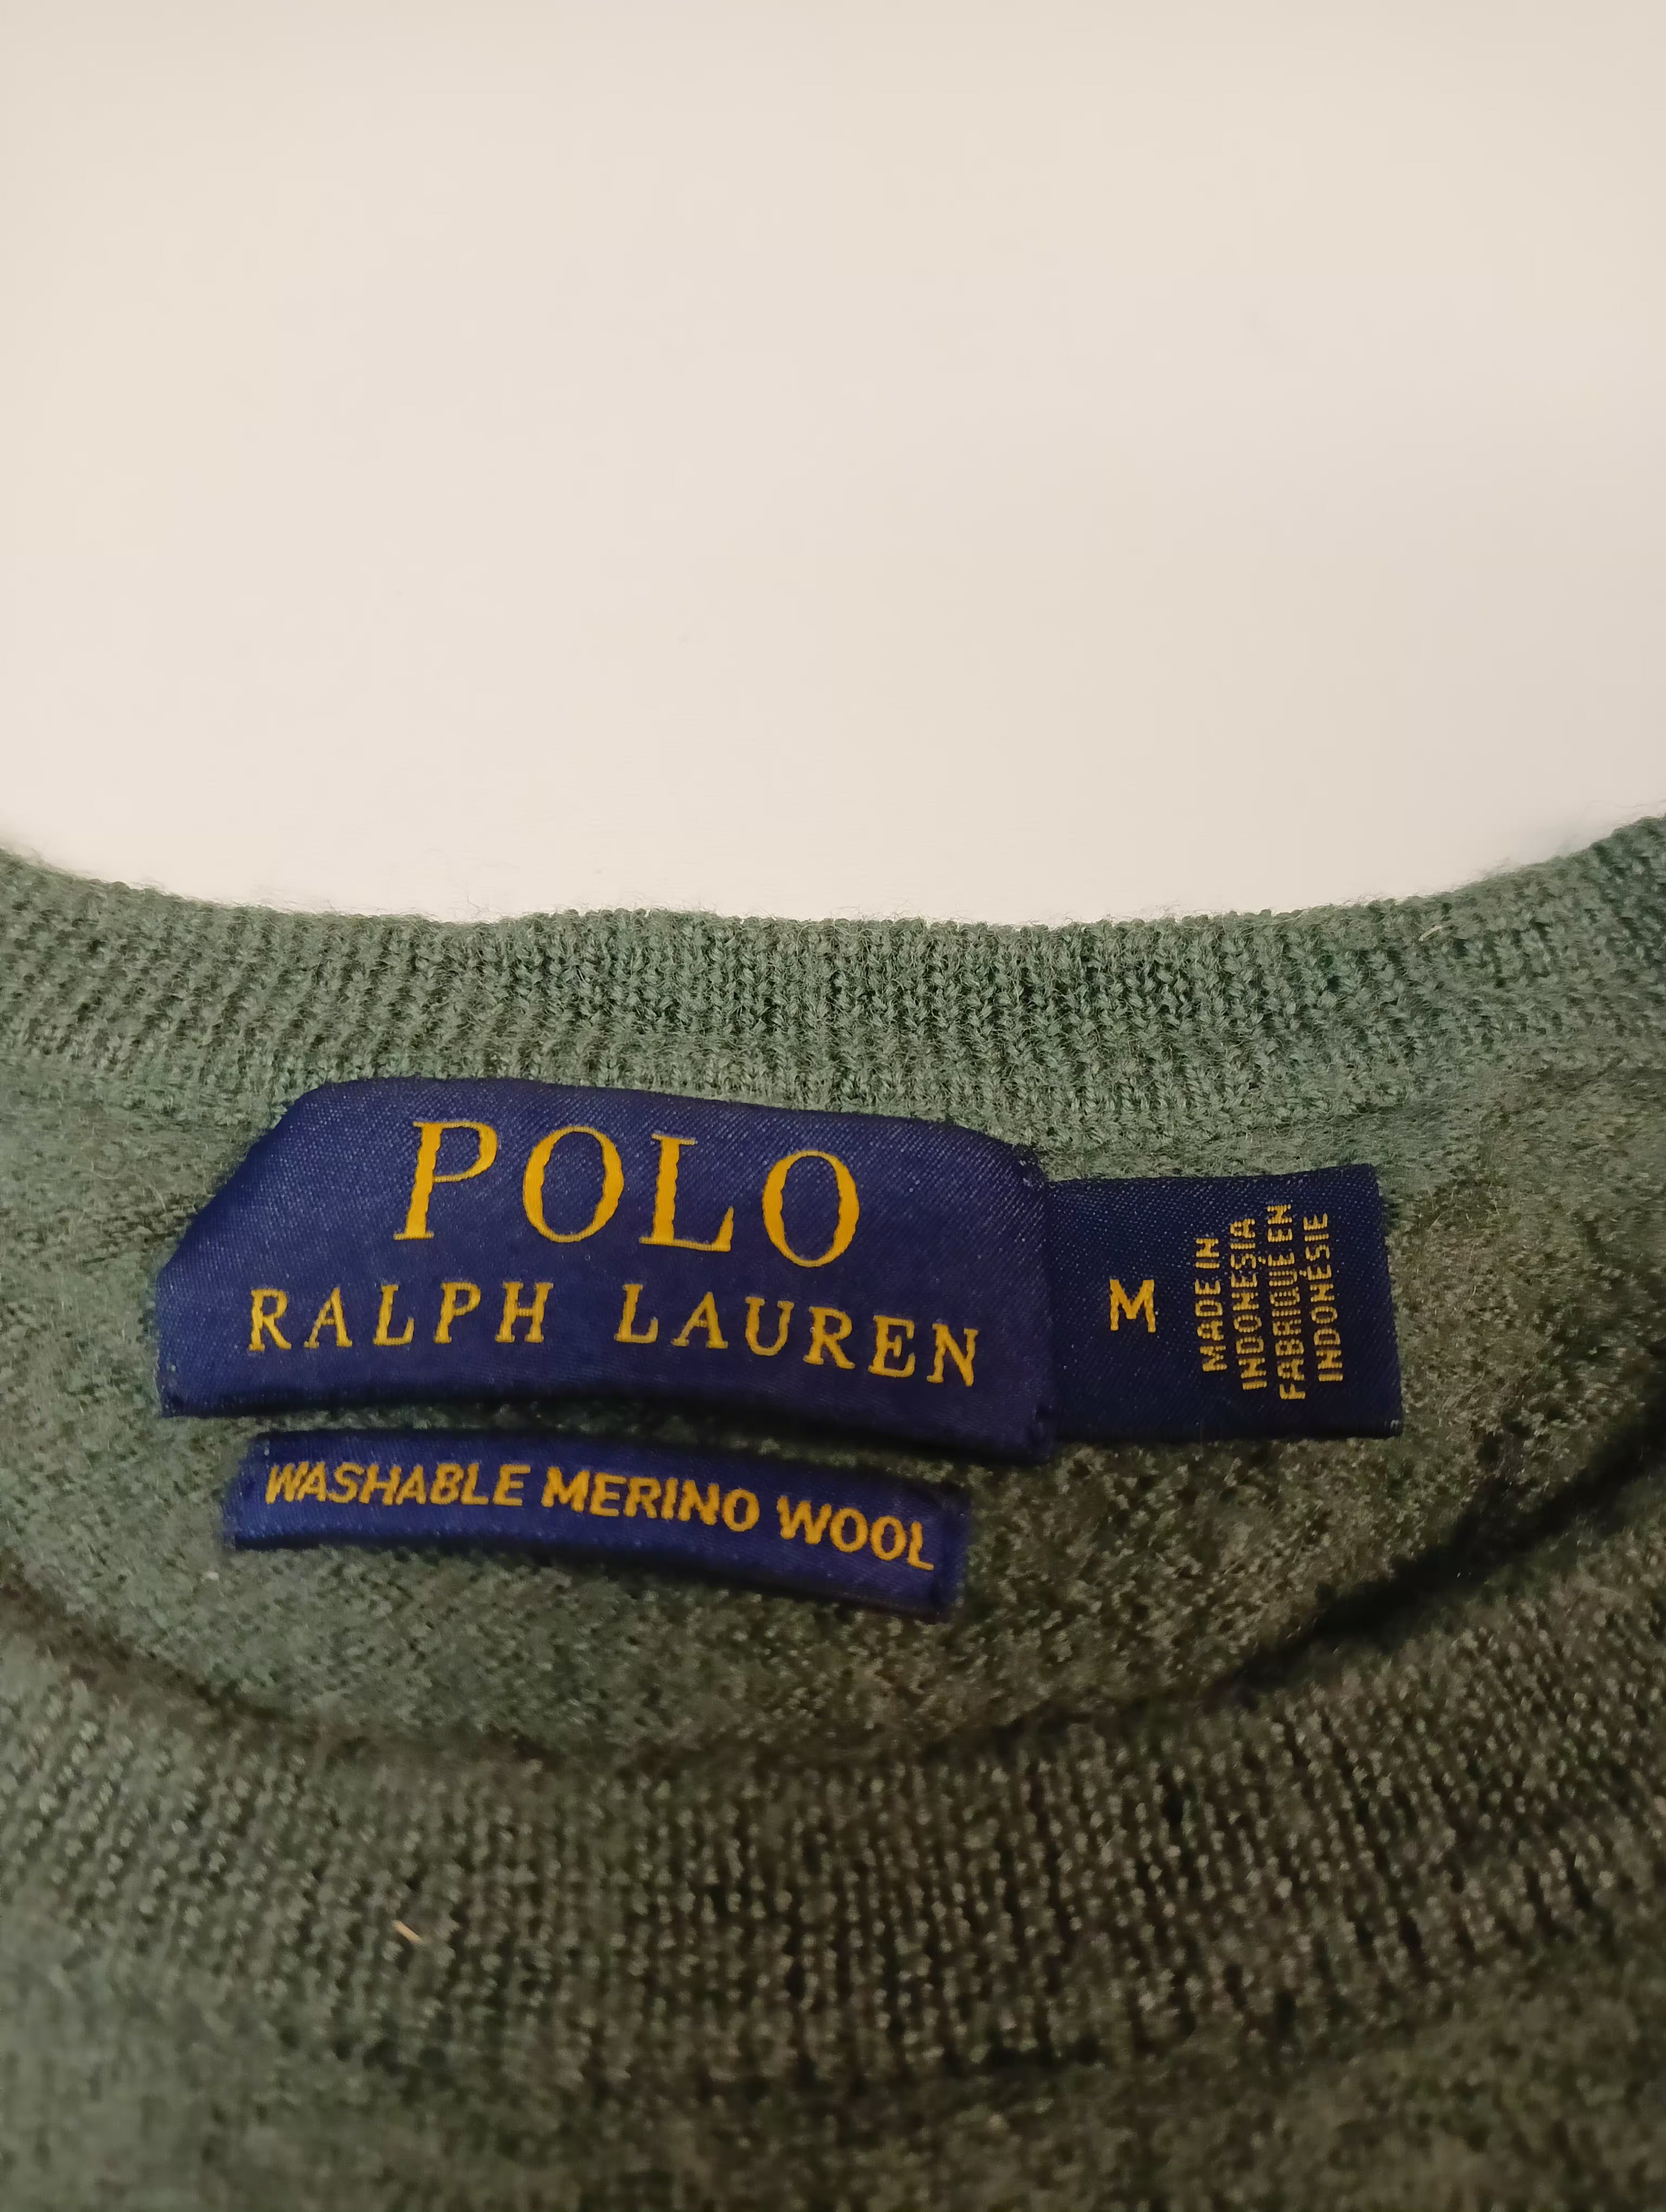 POLO
RALPH LAUREN
M
MADE IN
INDONESIA
FABRIQUÉ EN
INDONÉSIE
WASHABLE MERINO WOOL